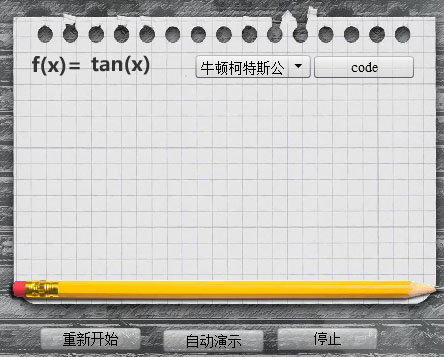 f(x)= tan(x) 牛顿柯特斯公 code
重新开始 自动演示 停止